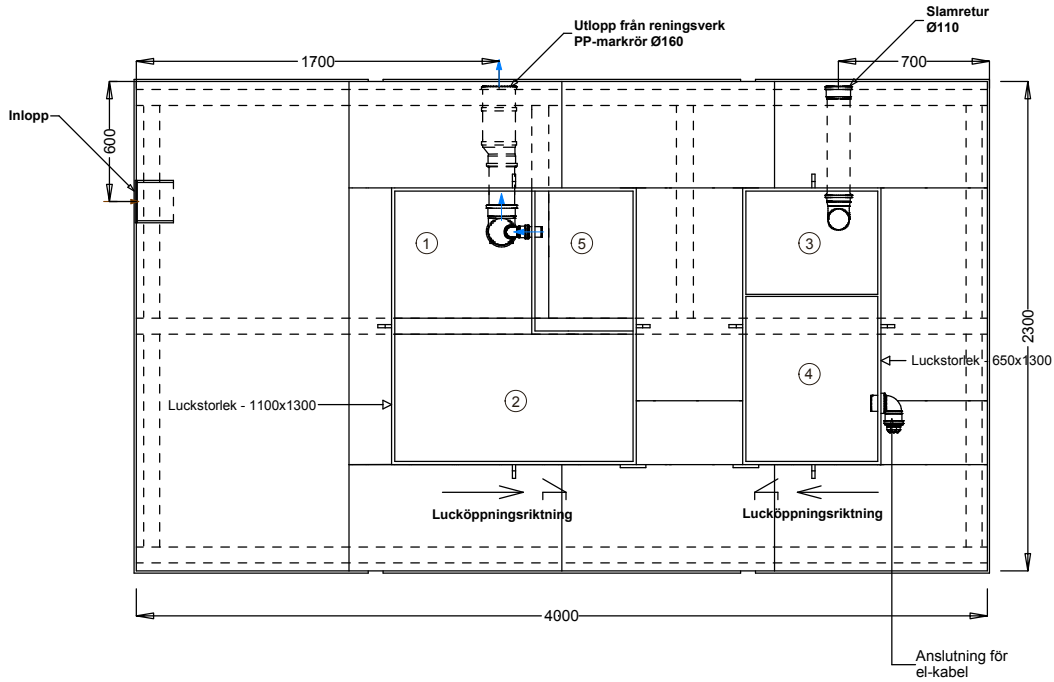 Utlopp från reningsverk
PP-markrör Ø160
Slamretur
Ø110
1700
700
Inlopp
600
1
5
3
2300
Luckstorlek - 650x1300
4
Luckstorlek - 1100x1300
2
Lucköppningsriktning
Lucköppningsriktning
4000
Anslutning för
el-kabel